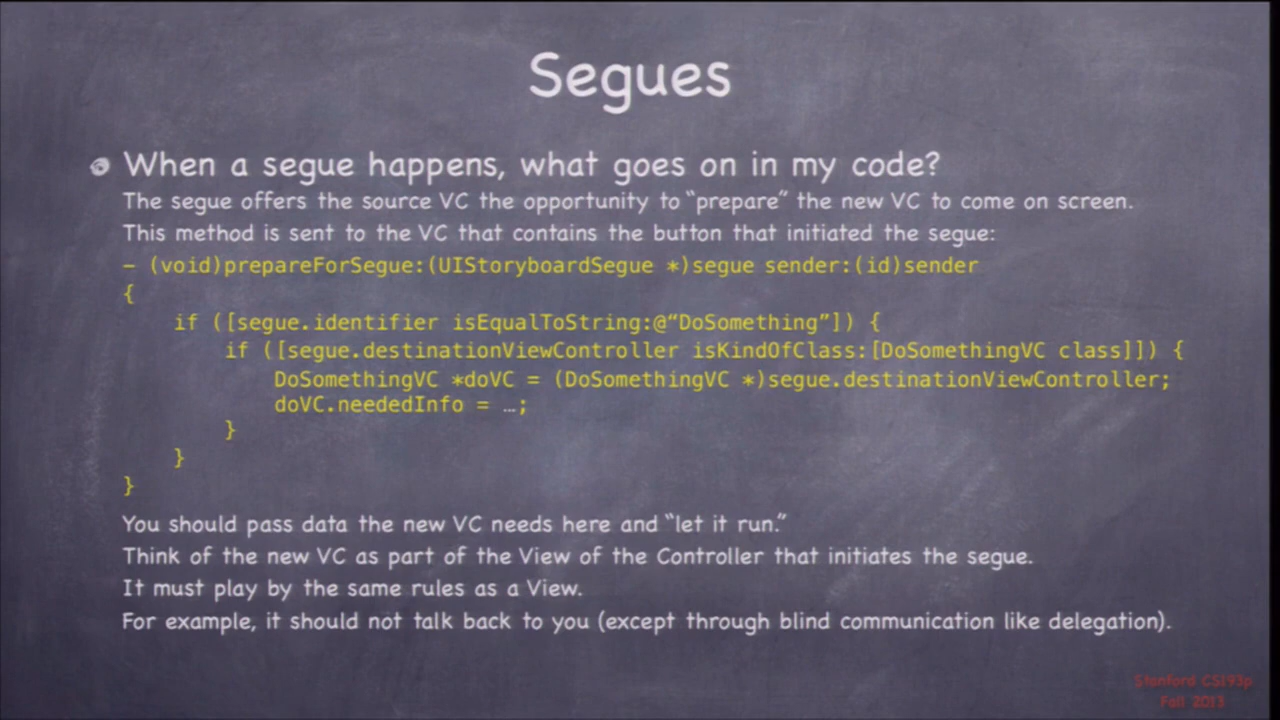 Segues
When a segue happens, what goes on in my code?
The segue offers the source VC the opportunity to “prepare” the new VC to come on screen.
This method is sent to the VC that contains the button that initiated the segue:
- (void)prepareForSegue:(UIStoryboardSegue *)segue sender:(id)sender
{
if ([segue.identifier isEqualToString:@“DoSomething”]) {
if ([segue.destinationViewController isKindOfClass:[DoSomethingVC class]]) {
DoSomethingVC *doVC = (DoSomethingVC *)segue.destinationViewController;
doVC.neededInfo = …;
}
}
}
You should pass data the new VC needs here and “let it run.”
Think of the new VC as part of the View of the Controller that initiates the segue.
It must play by the same rules as a View.
For example, it should not talk back to you (except through blind communication like delegation).
Stanford CS193p
Fall 2013